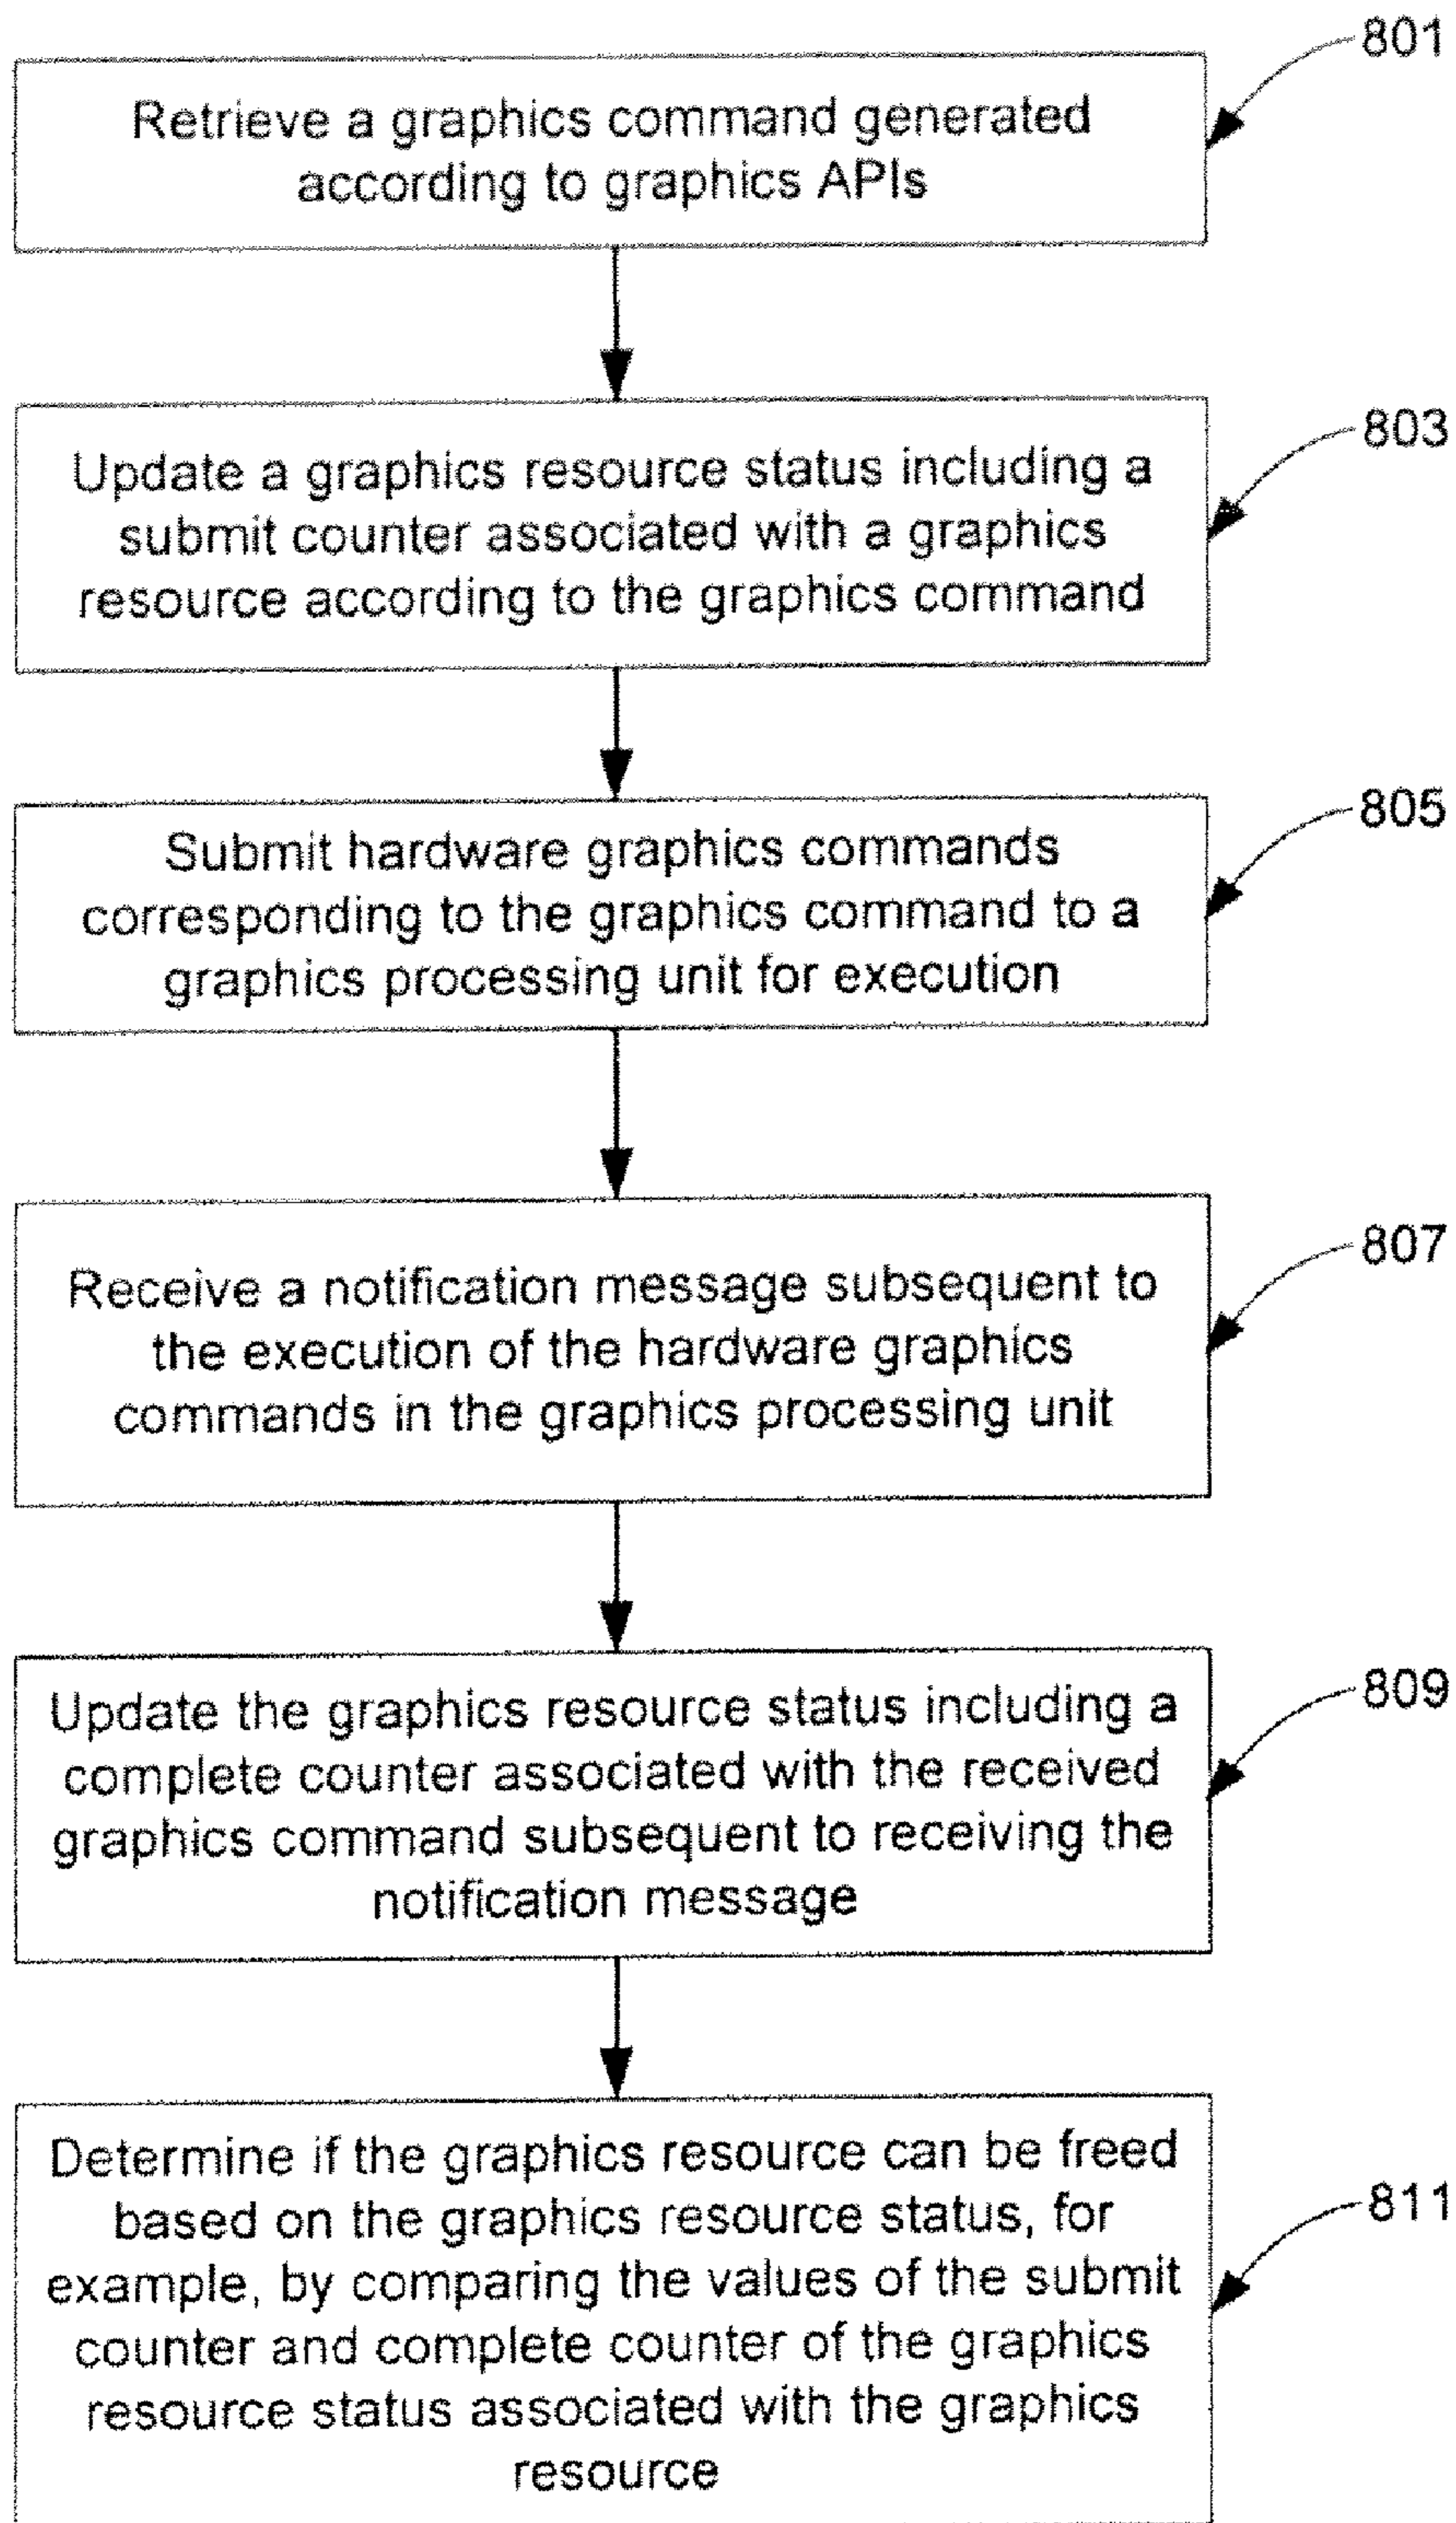 801
Retrieve a graphics command generated
according to graphics APIs
803
Update a graphics resource status including a
submit counter associated with a graphics
resource according to the graphics command
805
Submit hardware graphics commands
corresponding to the graphics command to a
graphics processing unit for execution
807
Receive a notification message subsequent to
the execution of the hardware graphics
commands in the graphics processing unit
809
Update the graphics resource status including a
complete counter associated with the received
graphics command subsequent to receiving the
notification message
811
Determine if the graphics resource can be freed
based on the graphics resource status, for
example, by comparing the values of the submit
counter and complete counter of the graphics
resource status associated with the graphics
resource